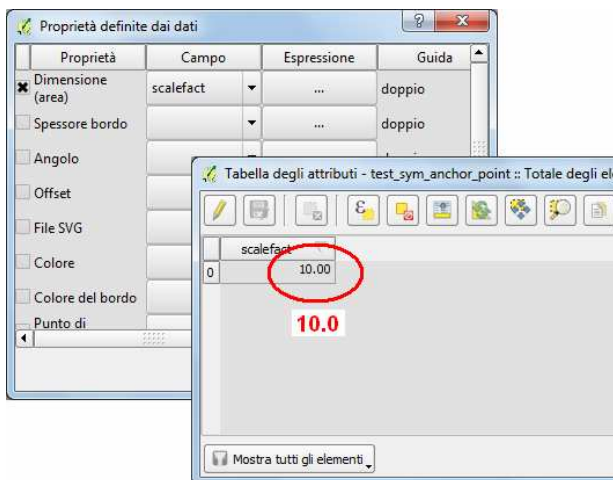 Proprietà definite dai dati
Proprietà Campo Espressione Guida
Dimensione (area) scalefact ... doppio
Spessore bordo ... doppio
Angolo
Offset
File SVG
Colore
Colore del bordo
Punto di
Tabella degli attributi - test_sym_anchor_point :: Totale degli el
ε
scalefact
0 10.00
10.0
Mostra tutti gli elementi